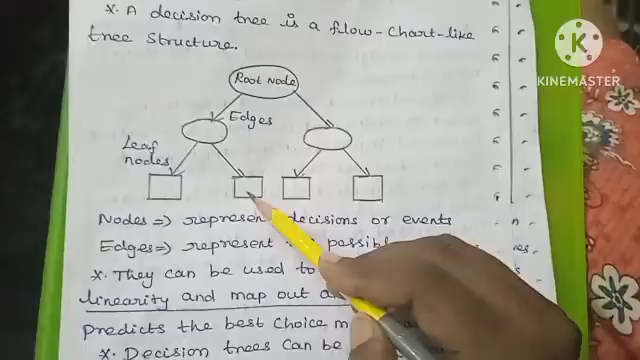 * A decision tree is a flow-chart-like
tree structure.
KINEMASTER
Root Node
Edges
Leaf
nodes
Nodes => represent decisions or events
Edges => represent possible
* They can be used to
linearity and map out
predicts the best choice
* Decision trees can be